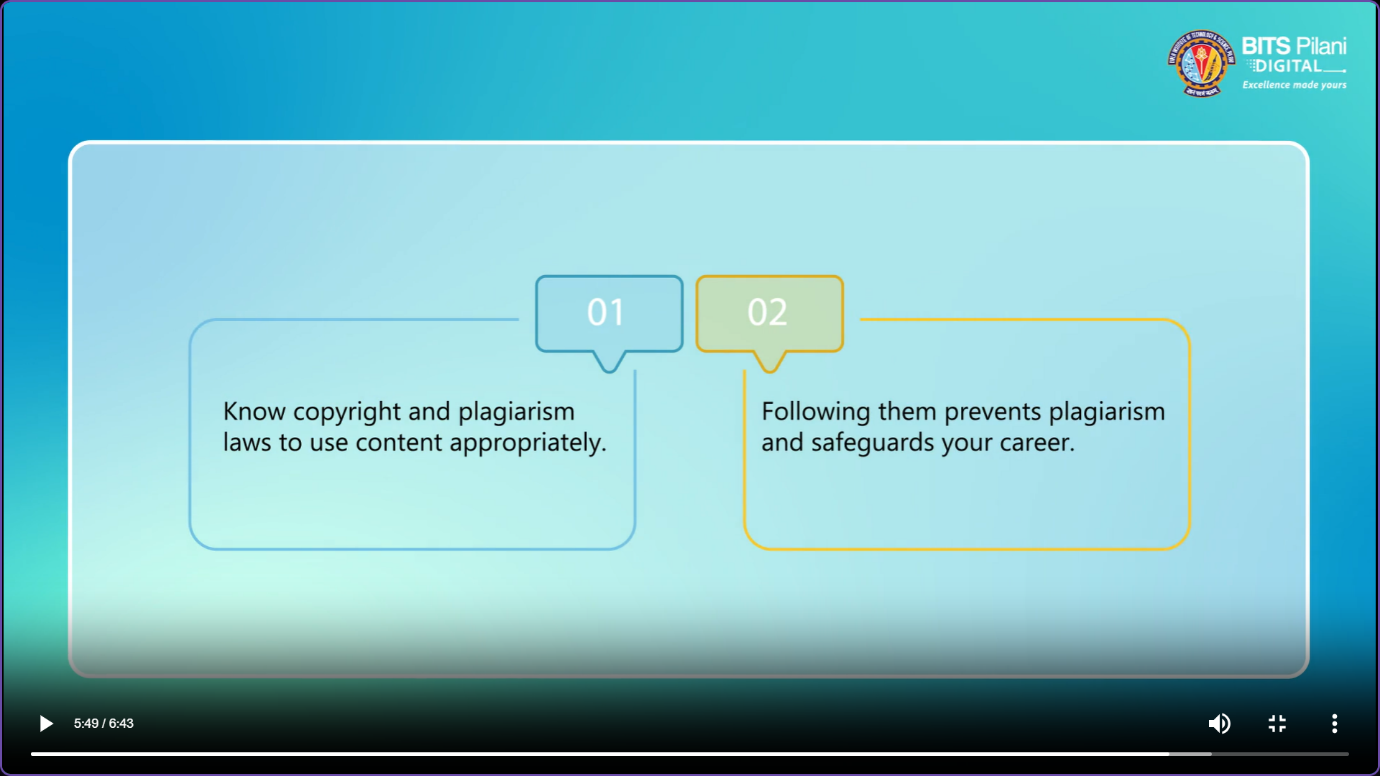 BITS Pilani
DIGITAL
Excellence made yours
01
02
Know copyright and plagiarism
laws to use content appropriately.
Following them prevents plagiarism
and safeguards your career.
5:49 / 6:43